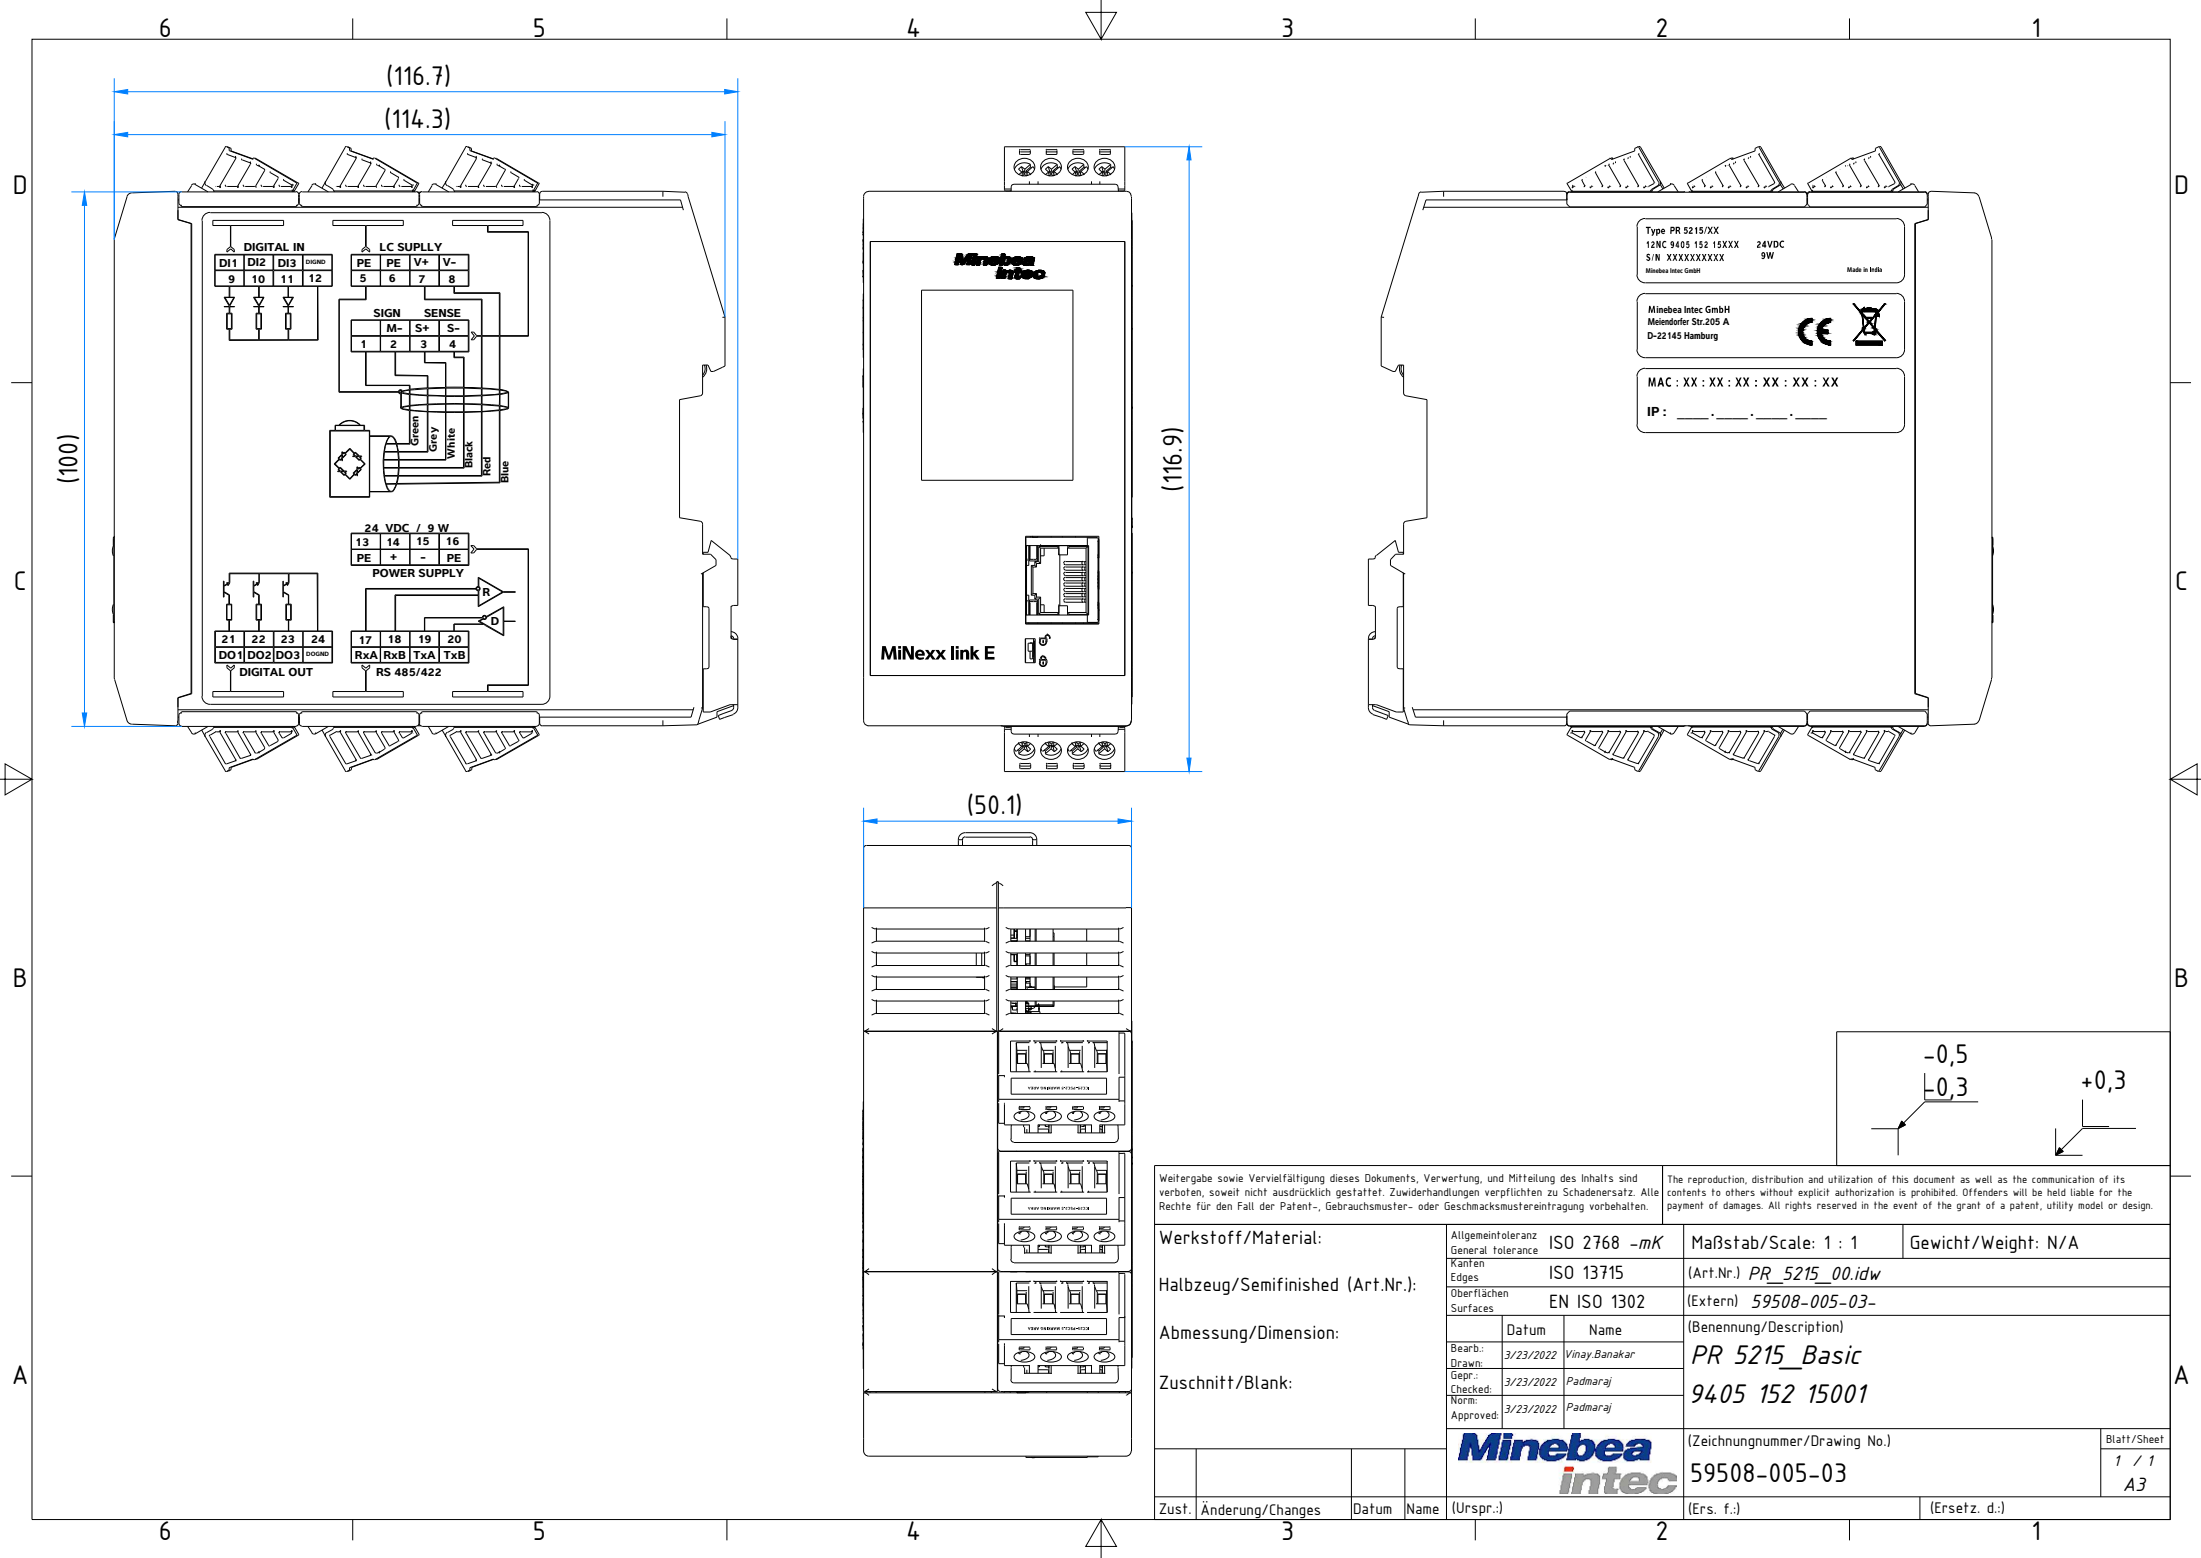 6 5 4 3 2 1
D D
C C
B B
A A
(116.7)
(114.3)
(100)
DIGITAL IN
DI1 DI2 DI3 DIGND
9 10 11 12
LC SUPLLY
PE PE V+ V-
5 6 7 8
SIGN SENSE
M- S+ S-
1 2 3 4
Green
Grey
White
Black
Red
Blue
24 VDC / 9 W
13 14 15 16
PE + - PE
POWER SUPPLY
R
D
21 22 23 24
DO1 DO2 DO3 DOGND
DIGITAL OUT
17 18 19 20
RxA RxB TxA TxB
RS 485/422
Minebea
intec
MiNexx link E
(116.9)
Type PR 5215/XX
12NC 9405 152 15XXX 24VDC
S/N XXXXXXXXXX 9W
Minebea Intec GmbH Made in India
Minebea Intec GmbH
Meiendorfer Str.205 A
D-22145 Hamburg
CE
MAC : XX : XX : XX : XX : XX : XX
IP : ____.____.____.____
(50.1)
-0,5
-0,3
+0,3
Weitergabe sowie Vervielfältigung dieses Dokuments, Verwertung, und Mitteilung des Inhalts sind
verboten, soweit nicht ausdrücklich gestattet. Zuwiderhandlungen verpflichten zu Schadenersatz. Alle
Rechte für den Fall der Patent-, Gebrauchsmuster- oder Geschmacksmustereintragung vorbehalten.
The reproduction, distribution and utilization of this document as well as the communication of its
contents to others without explicit authorization is prohibited. Offenders will be held liable for the
payment of damages. All rights reserved in the event of the grant of a patent, utility model or design.
Werkstoff/Material:
Halbzeug/Semifinished (Art.Nr.):
Abmessung/Dimension:
Zuschnitt/Blank:
Allgemeintoleranz
General tolerance ISO 2768 -mK
Kanten
Edges ISO 13715
Oberflächen
Surfaces EN ISO 1302
Maßstab/Scale: 1 : 1
Gewicht/Weight: N/A
(Art.Nr.) PR_5215_00.idw
(Extern) 59508-005-03-
Datum Name
Bearb.:
Drawn: 3/23/2022 Vinay.Banakar
Gepr.:
Checked: 3/23/2022 Padmaraj
Norm:
Approved: 3/23/2022 Padmaraj
(Benennung/Description)
PR 5215_Basic
9405 152 15001
Minebea
intec
(Zeichnungnummer/Drawing No.)
59508-005-03
Blatt/Sheet
1 / 1
A3
Zust. Änderung/Changes Datum Name (Urspr.:) (Ers. f.:) (Ersetz. d.:)
6 5 4 3 2 1